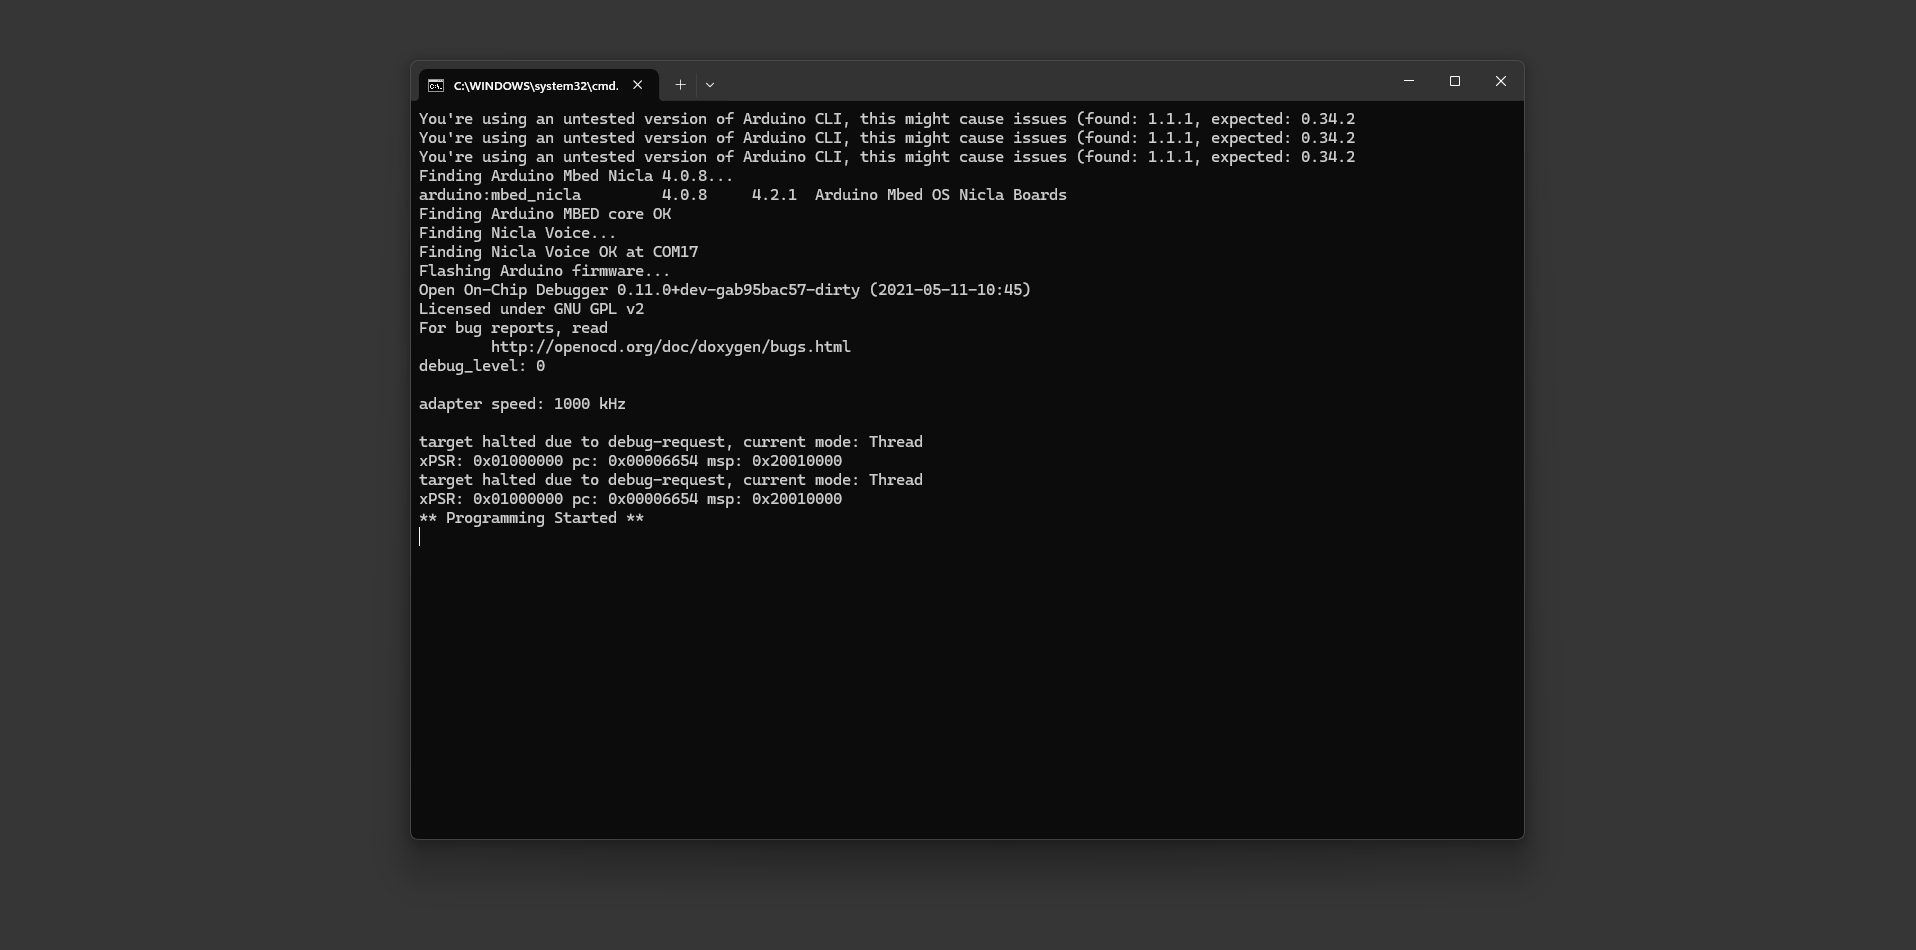 C:\WINDOWS\system32\cmd.
You're using an untested version of Arduino CLI, this might cause issues (found: 1.1.1, expected: 0.34.2
You're using an untested version of Arduino CLI, this might cause issues (found: 1.1.1, expected: 0.34.2
You're using an untested version of Arduino CLI, this might cause issues (found: 1.1.1, expected: 0.34.2
Finding Arduino Mbed Nicla 4.0.8...
arduino:mbed_nicla         4.0.8     4.2.1  Arduino Mbed OS Nicla Boards
Finding Arduino MBED core OK
Finding Nicla Voice...
Finding Nicla Voice OK at COM17
Flashing Arduino firmware...
Open On-Chip Debugger 0.11.0+dev-gab95bac57-dirty (2021-05-11-10:45)
Licensed under GNU GPL v2
For bug reports, read
        http://openocd.org/doc/doxygen/bugs.html
debug_level: 0
adapter speed: 1000 kHz
target halted due to debug-request, current mode: Thread
xPSR: 0x01000000 pc: 0x00006654 msp: 0x20010000
target halted due to debug-request, current mode: Thread
xPSR: 0x01000000 pc: 0x00006654 msp: 0x20010000
** Programming Started **